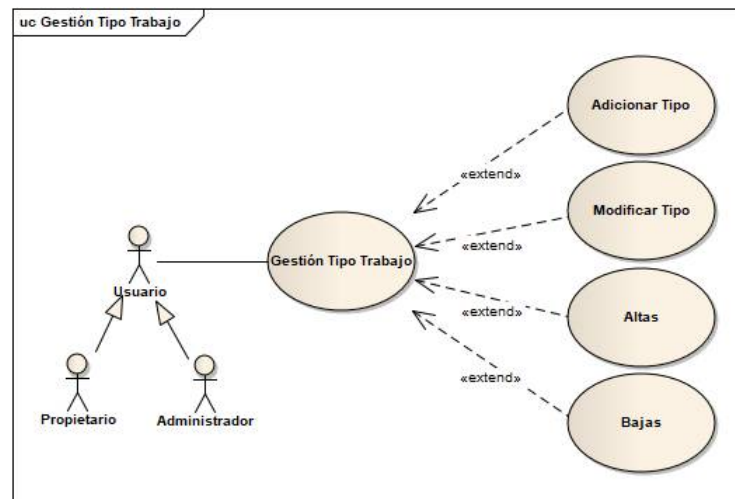 uc Gestión Tipo Trabajo
Adicionar Tipo
«extend»
Modificar Tipo
«extend»
Gestión Tipo Trabajo
Usuario
«extend»
Altas
«extend»
Bajas
Propietario
Administrador